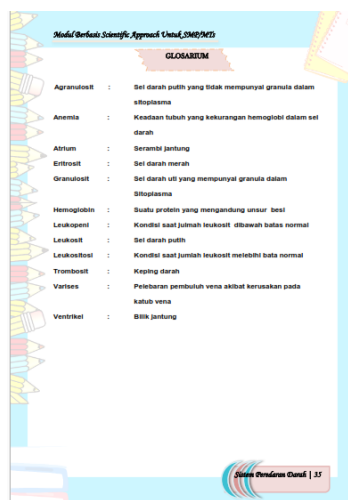 Modul Berbasis Scientific Approach Untuk SMP/MTs
GLOSARIUM
Agranulosit : Sel darah putih yang tidak mempunyai granula dalam
sitoplasma
Anemia : Keadaan tubuh yang kekurangan hemoglobi dalam sel
darah
Atrium : Serambi jantung
Eritrosit : Sel darah merah
Granulosit : Sel darah uti yang mempunyai granula dalam
Sitoplasma
Hemoglobin : Suatu protein yang mengandung unsur besi
Leukopeni : Kondisi saat julmah leukosit dibawah batas normal
Leukosit : Sel darah putih
Leukositosi : Kondisi saat jumlah leukosit melebihi bata normal
Trombosit : Keping darah
Varises : Pelebaran pembuluh vena akibat kerusakan pada
katub vena
Ventrikel : Bilik jantung
Sistem Peredaran Darah | 35